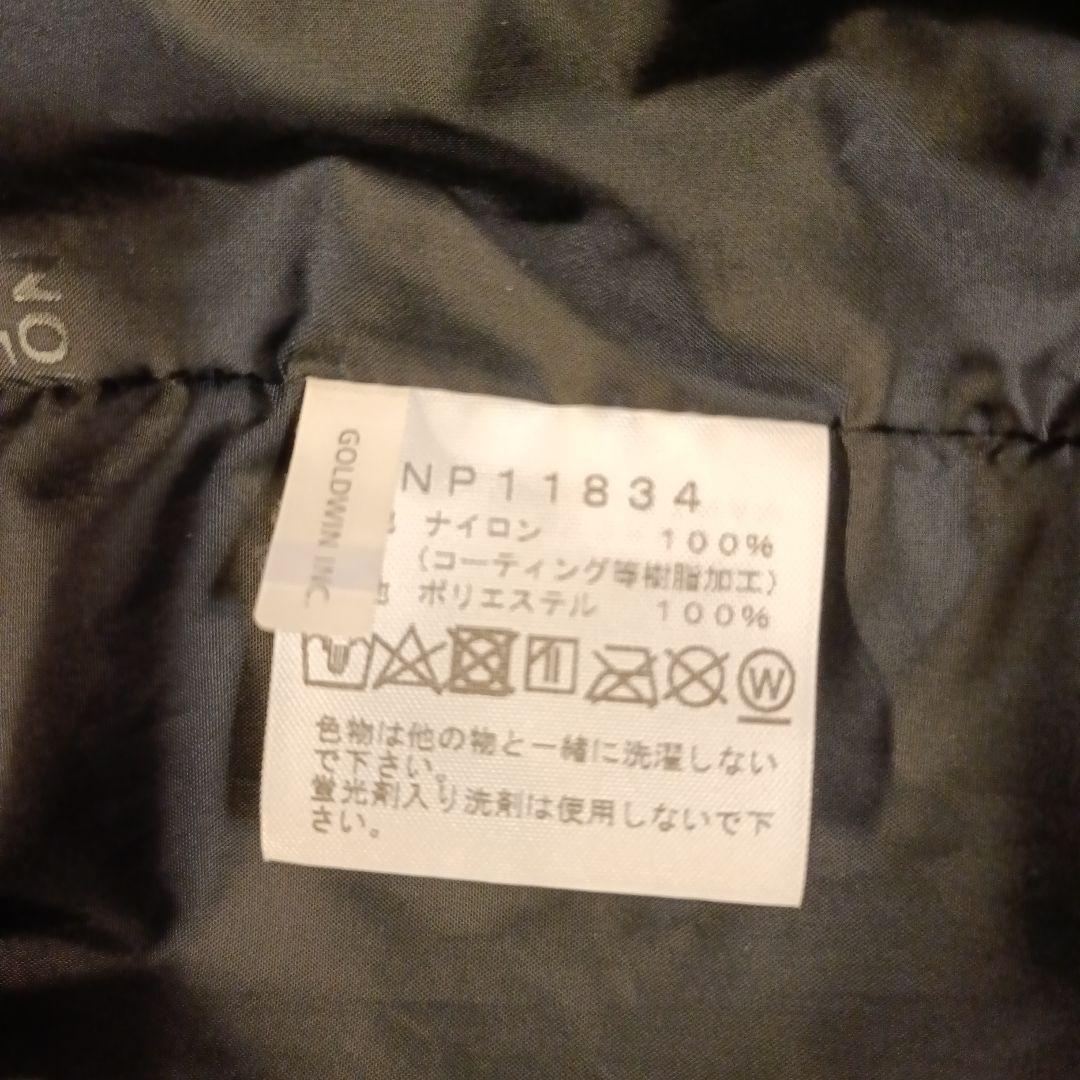 GOLDWIN INC.
NP11834
ナイロン 100%
(コーティング等樹脂加工)
地 ポリエステル 100%
W
色物は他の物と一緒に洗濯しない
で下さい。
蛍光剤入り洗剤は使用しないで下
さい。
NO